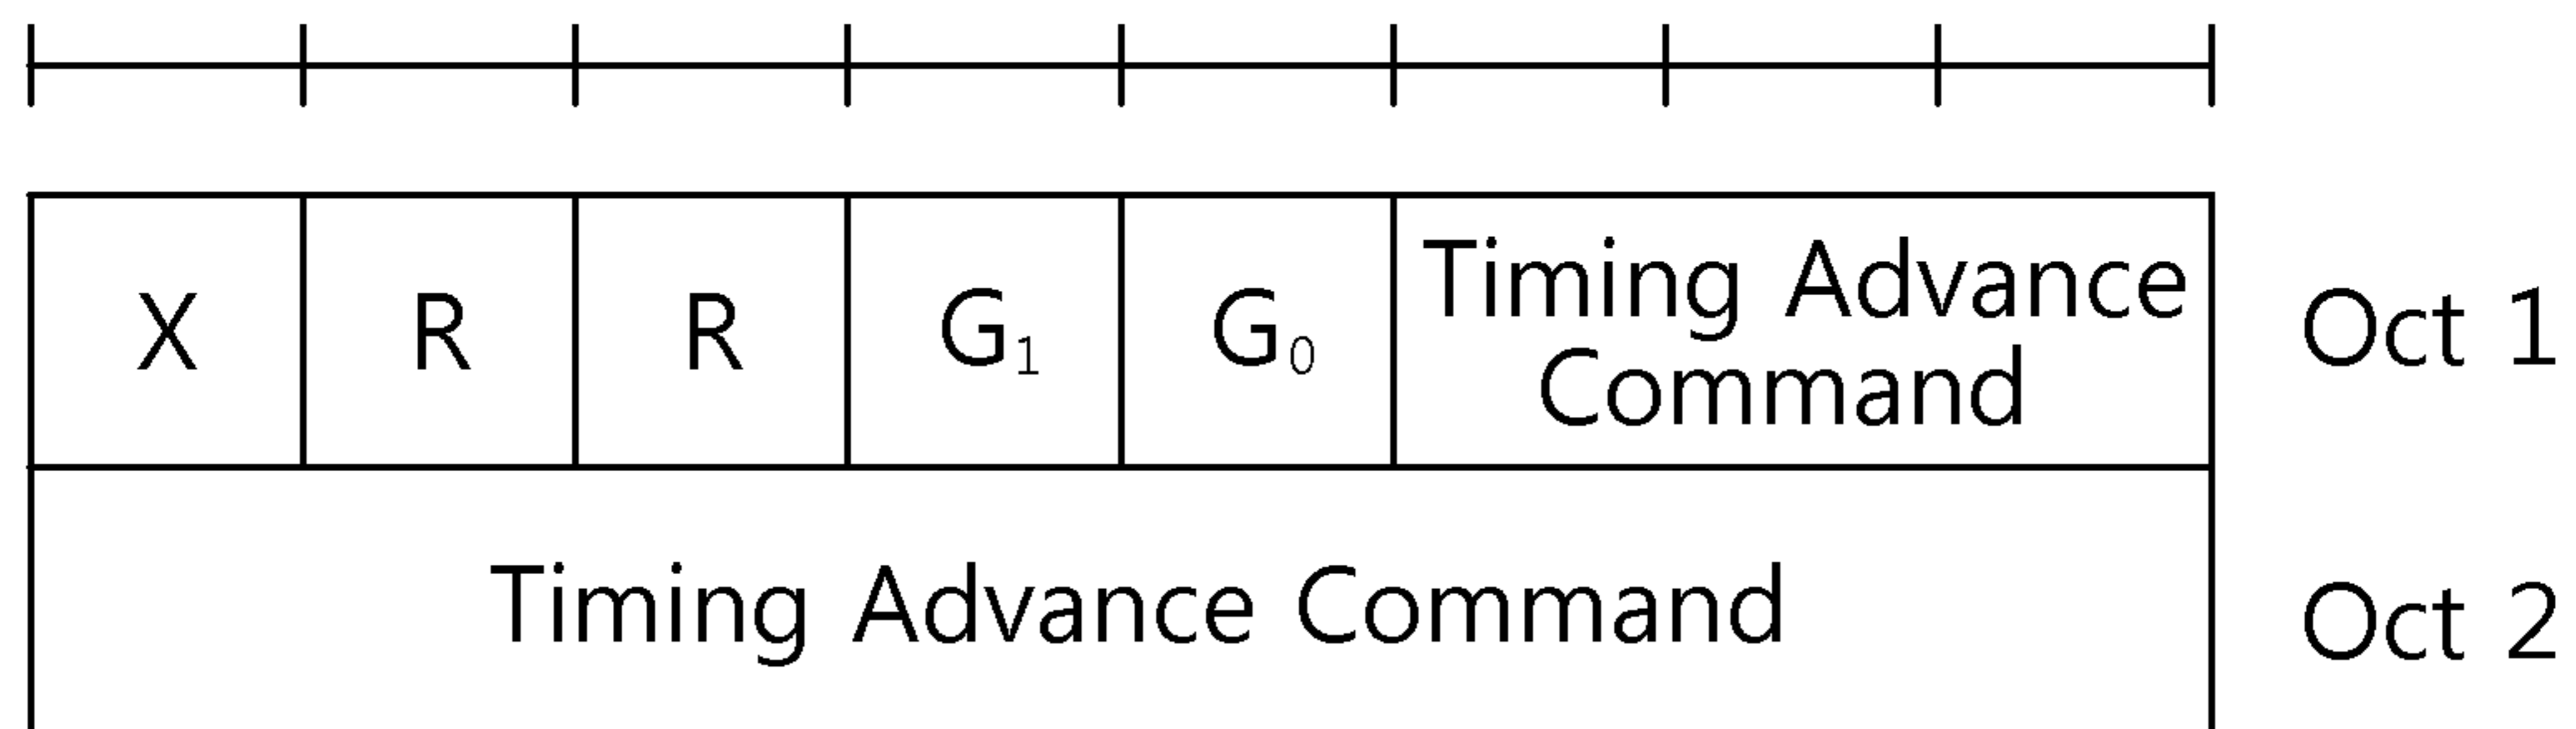 X R R G₁ G₀ Timing Advance Command Oct 1
Timing Advance Command Oct 2